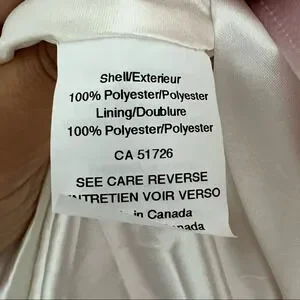 Shell/Exterieur
100% Polyester/Polyester
Lining/Doublure
100% Polyester/Polyester
CA 51726
SEE CARE REVERSE
ENTRETIEN VOIR VERSO
in Canada